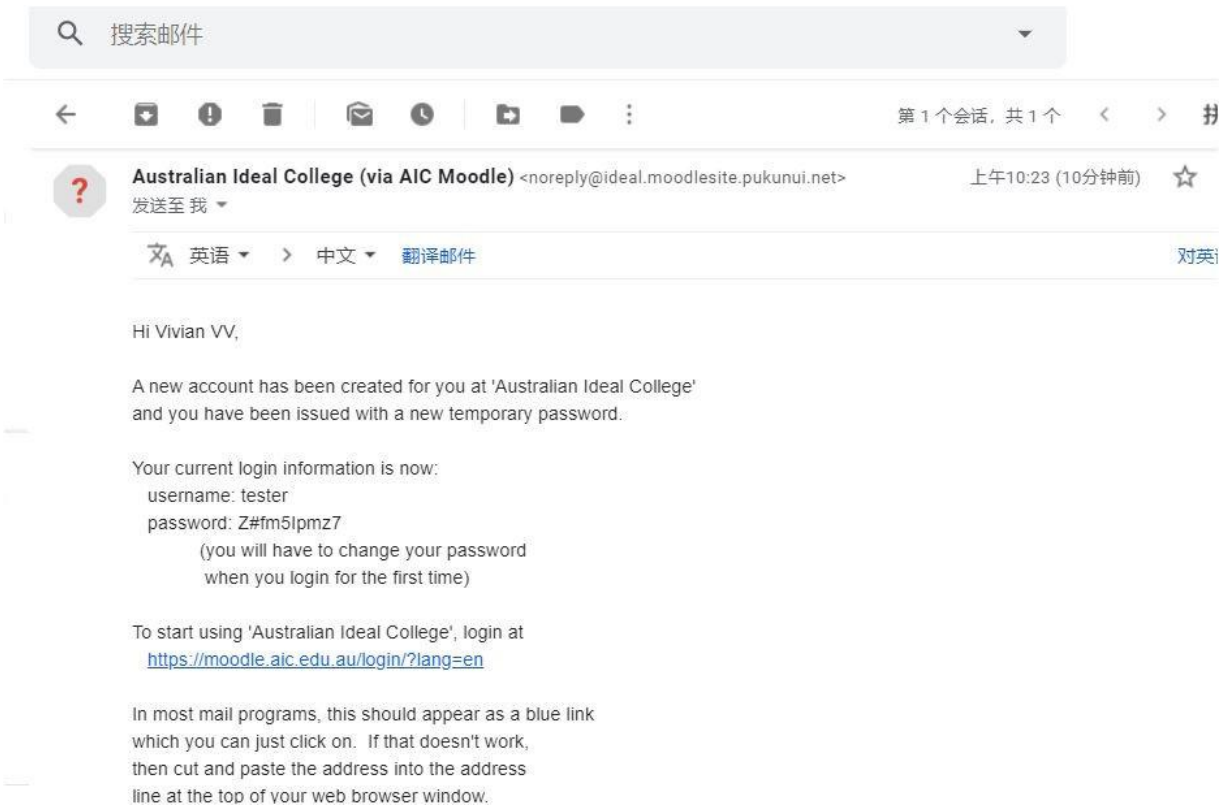 搜索邮件
第 1 个会话，共 1 个
Australian Ideal College (via AIC Moodle) <noreply@ideal.moodlesite.pukunui.net> 上午10:23 (10分钟前)
发送至 我
英语 > 中文 翻译邮件
Hi Vivian VV,
A new account has been created for you at 'Australian Ideal College'
and you have been issued with a new temporary password.
Your current login information is now:
username: tester
password: Z#fm5Ipmz7
(you will have to change your password
when you login for the first time)
To start using 'Australian Ideal College', login at
https://moodle.aic.edu.au/login/?lang=en
In most mail programs, this should appear as a blue link
which you can just click on. If that doesn't work,
then cut and paste the address into the address
line at the top of your web browser window.